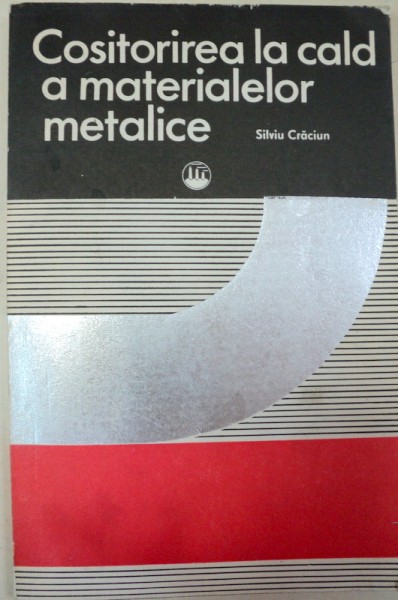 Cositorirea la cald
a materialelor
metalice
Silviu Crăciun